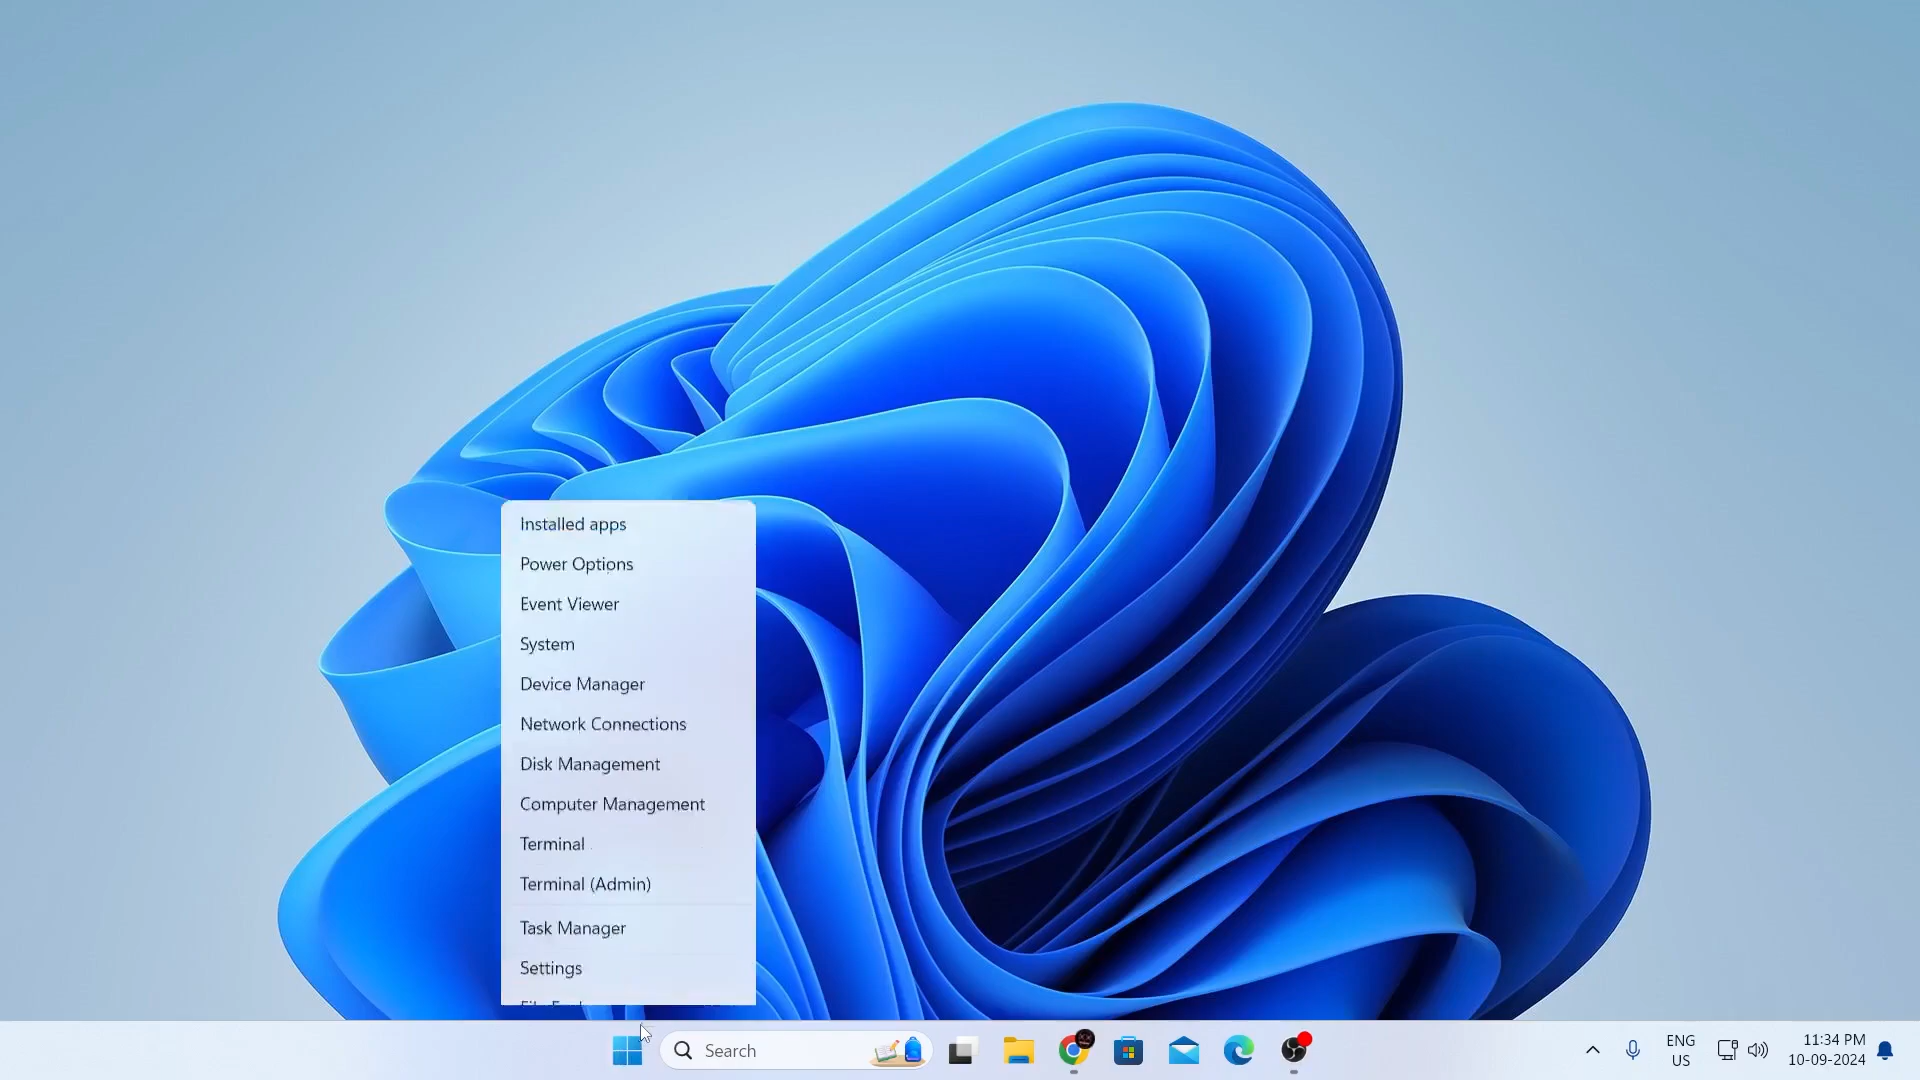 Installed apps
Power Options
Event Viewer
System
Device Manager
Network Connections
Disk Management
Computer Management
Terminal
Terminal (Admin)
Task Manager
Settings
Search
ENG
US
11:34 PM
10-09-2024